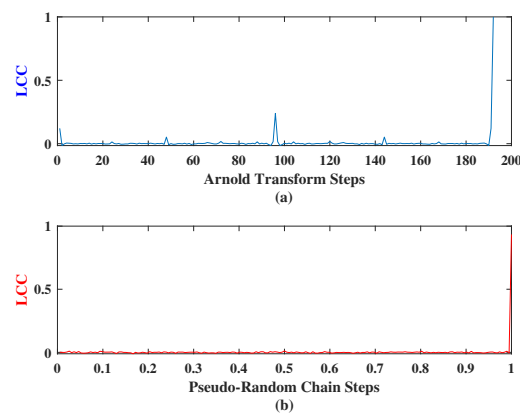 1
0.5
0
LCC
0 20 40 60 80 100 120 140 160 180 200
Arnold Transform Steps
(a)
1
0.5
0
LCC
0 0.1 0.2 0.3 0.4 0.5 0.6 0.7 0.8 0.9 1
Pseudo-Random Chain Steps
(b)